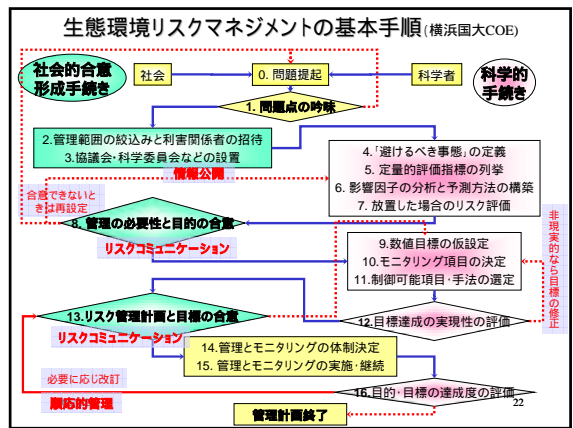 生態環境リスクマネジメントの基本手順(横浜国大COE)
社会的合意
形成手続き
社会
0. 問題提起
科学者
科学的
手続き
1. 問題点の吟味
2.管理範囲の絞込みと利害関係者の招待
3.協議会・科学委員会などの設置
情報公開
4.「避けるべき事態」の定義
5. 定量的評価指標の列挙
6. 影響因子の分析と予測方法の構築
7. 放置した場合のリスク評価
合意できないと
きは再設定
8. 管理の必要性と目的の合意
リスクコミュニケーション
9.数値目標の仮設定
10.モニタリング項目の決定
11.制御可能項目・手法の選定
非現実的なら目標の修正
13.リスク管理計画と目標の合意
リスクコミュニケーション
12.目標達成の実現性の評価
14.管理とモニタリングの体制決定
15. 管理とモニタリングの実施・継続
必要に応じ改訂
順応的管理
16.目的・目標の達成度の評価
22
管理計画終了